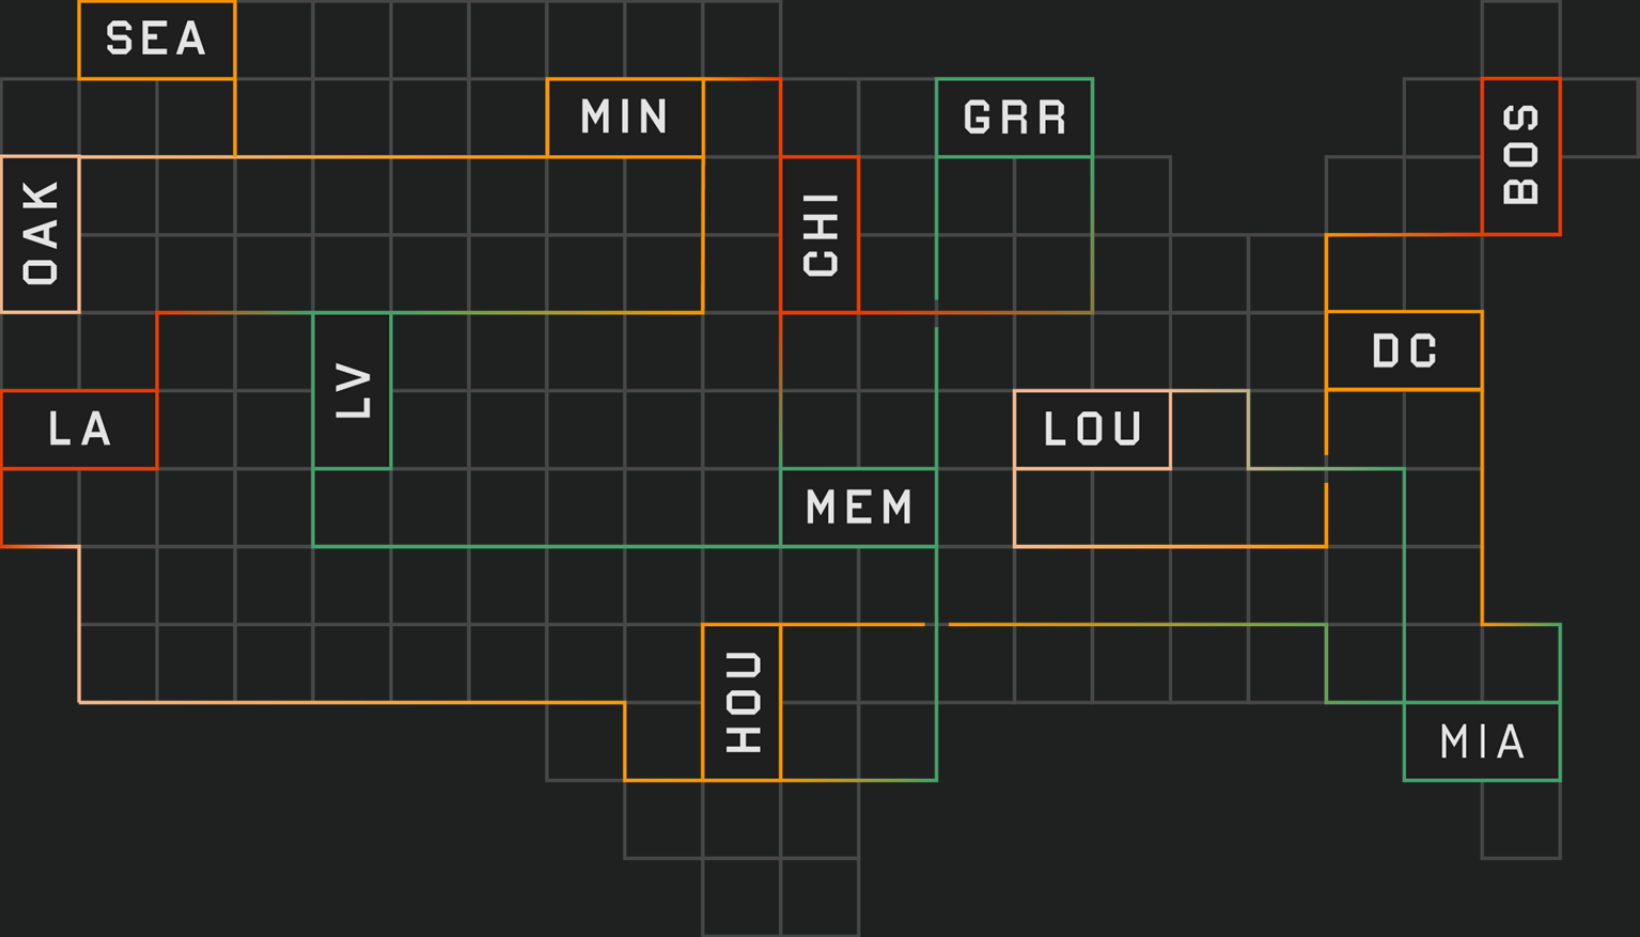 SEA
MIN
GRR
BOS
OAK
CHI
DC
LV
LA
LOU
MEM
HOU
MIA